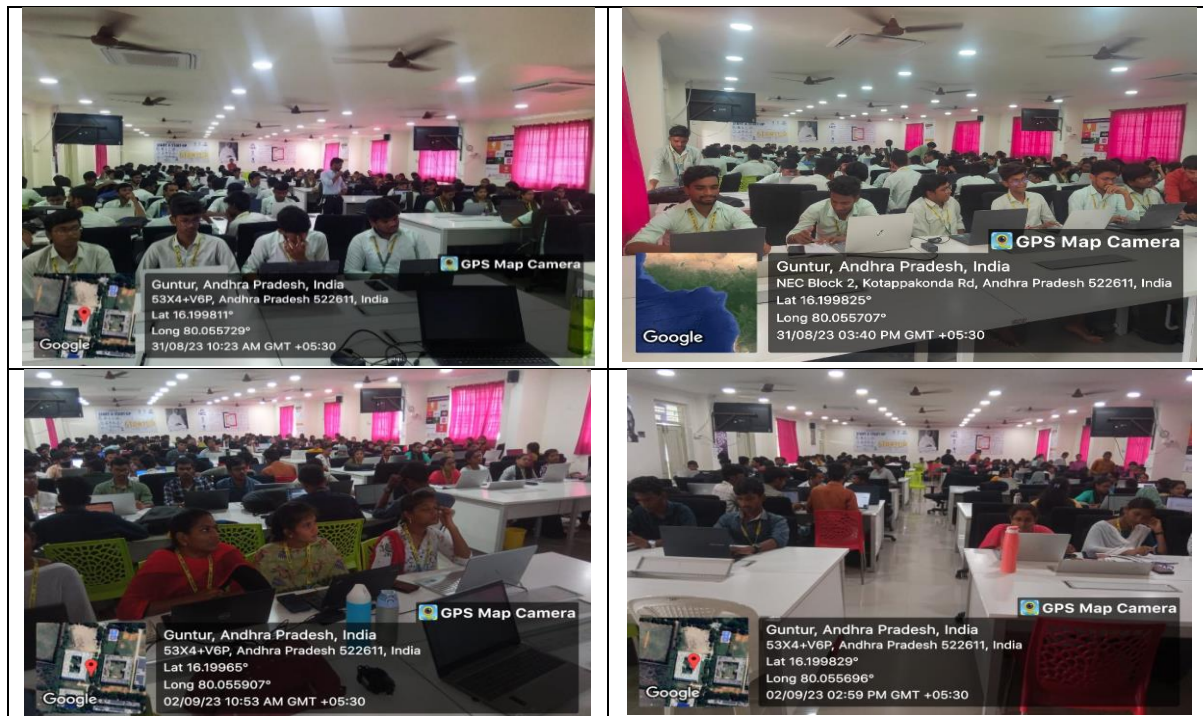 GPS Map Camera
Guntur, Andhra Pradesh, India
53X4+V6P, Andhra Pradesh 522611, India
Lat 16.199811°
Long 80.055729°
31/08/23 10:23 AM GMT +05:30
Google
GPS Map Camera
Guntur, Andhra Pradesh, India
NEC Block 2, Kotappakonda Rd, Andhra Pradesh 522611, India
Lat 16.199825°
Long 80.055707°
31/08/23 03:40 PM GMT +05:30
Google
GPS Map Camera
Guntur, Andhra Pradesh, India
53X4+V6P, Andhra Pradesh 522611, India
Lat 16.19965°
Long 80.055907°
02/09/23 10:53 AM GMT +05:30
Google
GPS Map Camera
Guntur, Andhra Pradesh, India
53X4+V6P, Andhra Pradesh 522611, India
Lat 16.199829°
Long 80.055696°
02/09/23 02:59 PM GMT +05:30
Google